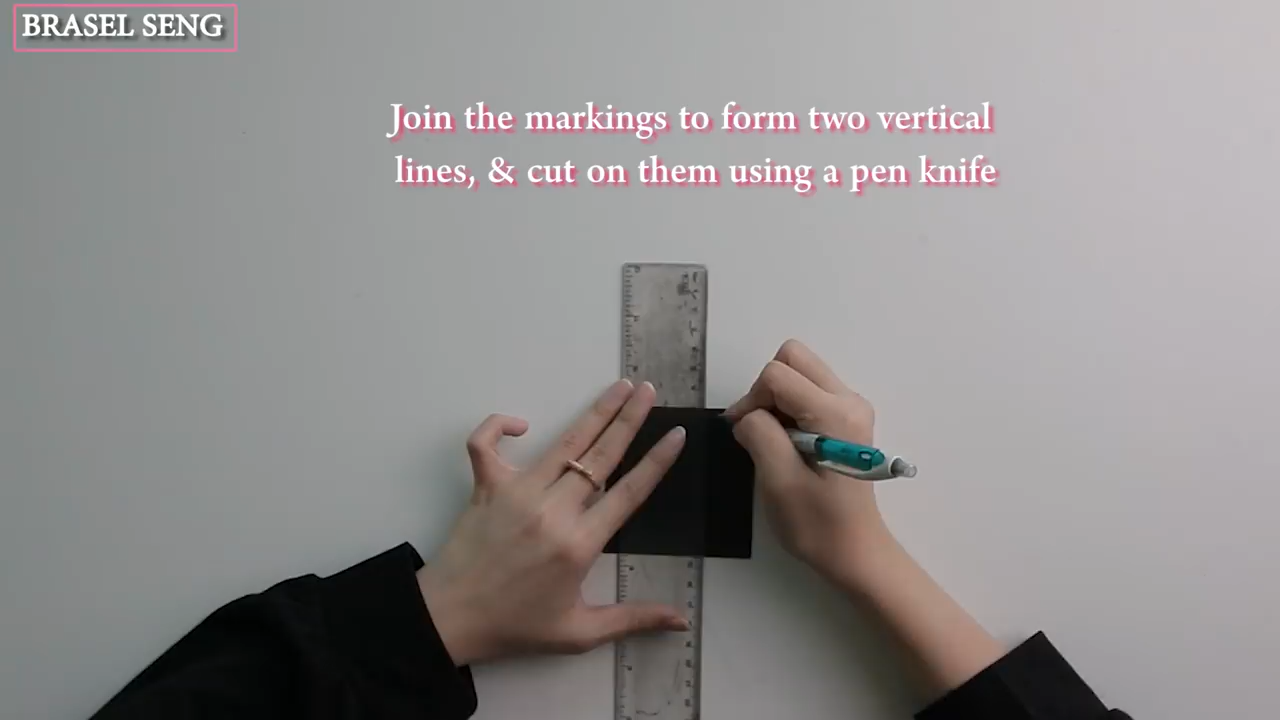 BRASEL SENG
Join the markings to form two vertical
lines, & cut on them using a pen knife